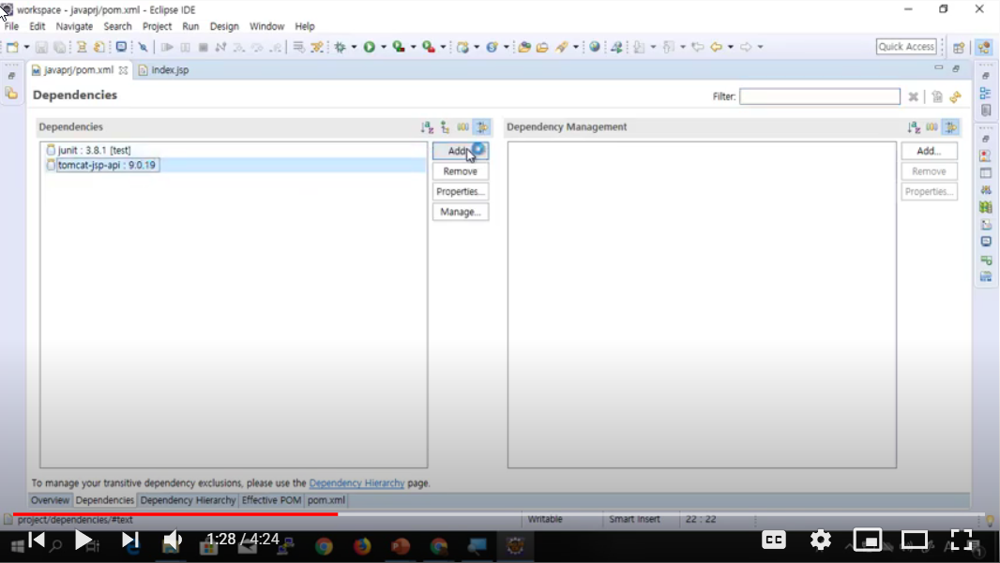 workspace - javaprj/pom.xml - Eclipse IDE
File Edit Navigate Search Project Run Design Window Help
Quick Access
javaprj/pom.xml index.jsp
Dependencies
Filter:
Dependencies
Dependency Management
junit : 3.8.1 [test]
tomcat-jsp-api : 9.0.19
Add...
Remove
Properties...
Manage...
Add...
Remove
Properties...
To manage your transitive dependency exclusions, please use the Dependency Hierarchy page.
Overview Dependencies Dependency Hierarchy Effective POM pom.xml
project/dependencies/#text Writable Smart Insert 22 : 22
1:28 / 4:24
CC